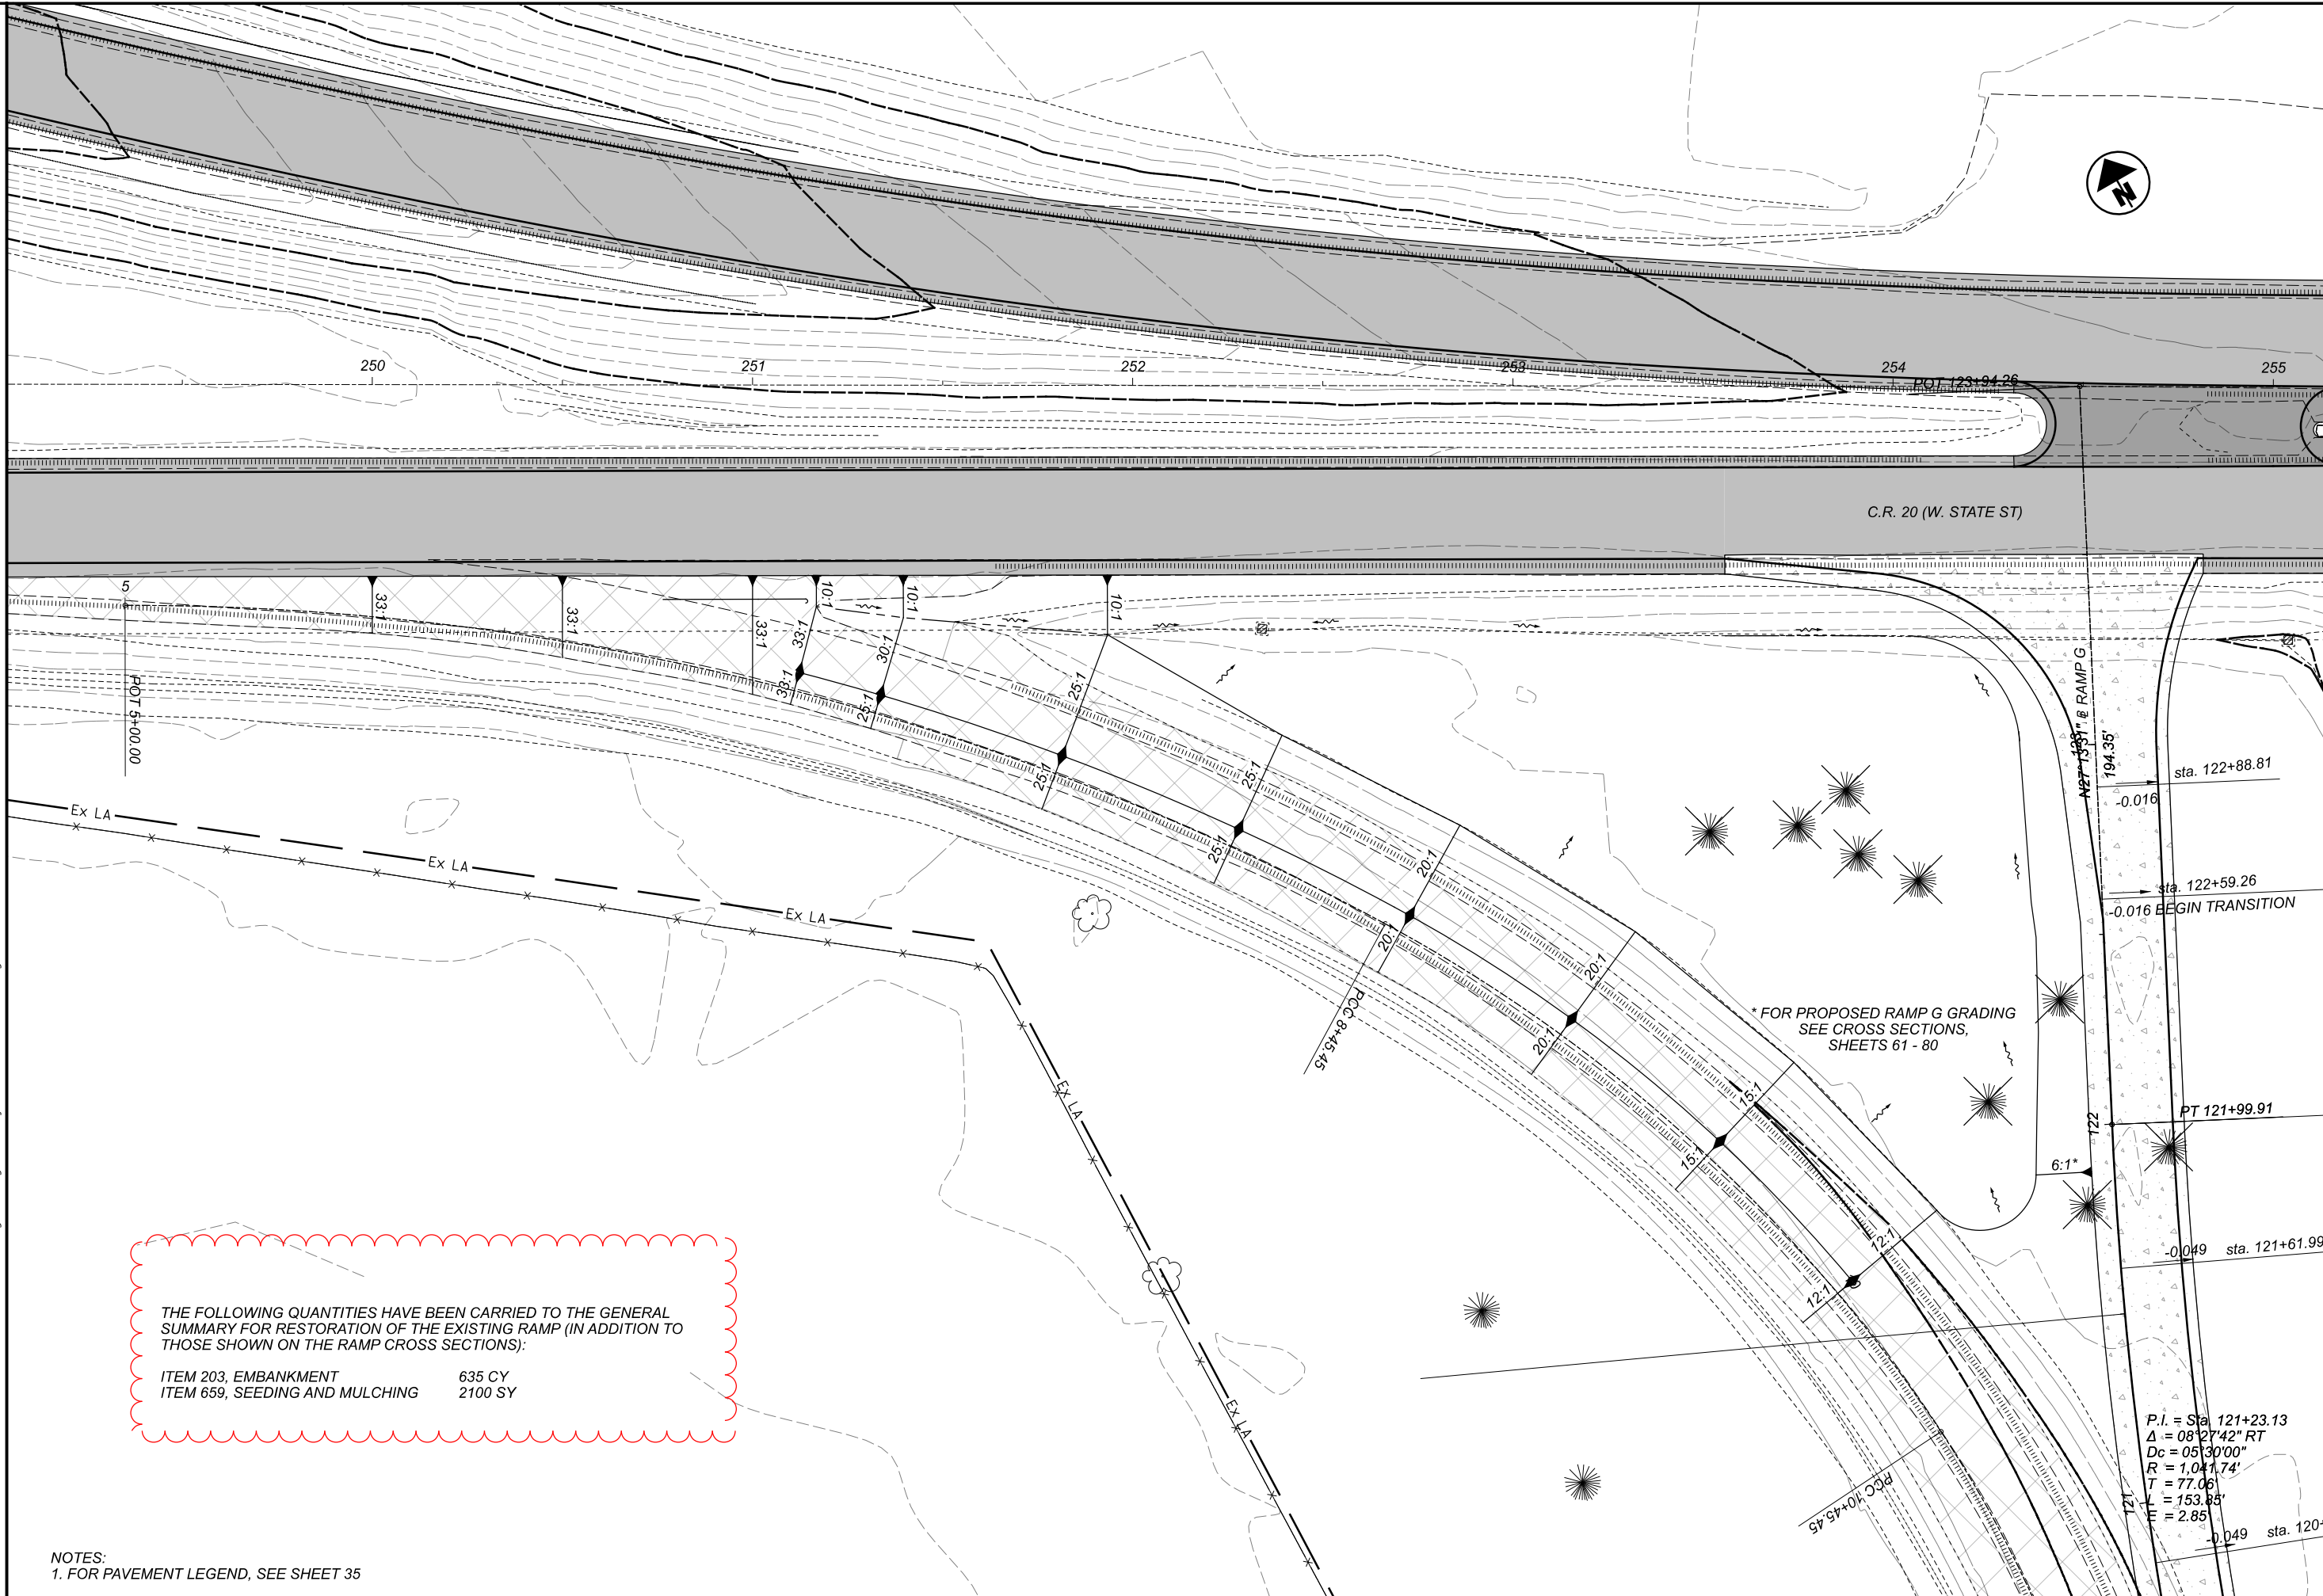 N
250
251
252
253
254
255
POT 123+94.26
C.R. 20 (W. STATE ST)
5
POT 5+00.00
33:1
33:1
33:1
10:1
33:1
33:1
10:1
30:1
25:1
10:1
25:1
25:1
25:1
25:1
20:1
20:1
PCC 8+45.45
20:1
20:1
15:1
15:1
12:1
12:1
PCC 10+45.45
Ex LA
Ex LA
Ex LA
Ex LA
Ex LA
123
N27°13'31" E RAMP G
194.35'
sta. 122+88.81
-0.016
sta. 122+59.26
-0.016 BEGIN TRANSITION
* FOR PROPOSED RAMP G GRADING
SEE CROSS SECTIONS,
SHEETS 61 - 80
122
PT 121+99.91
6:1*
-0.049 sta. 121+61.99
P.I. = Sta. 121+23.13
Δ = 08°27'42" RT
Dc = 05°30'00"
R = 1,041.74'
T = 77.06'
L = 153.85'
E = 2.85'
121
-0.049 sta. 120+
THE FOLLOWING QUANTITIES HAVE BEEN CARRIED TO THE GENERAL
SUMMARY FOR RESTORATION OF THE EXISTING RAMP (IN ADDITION TO
THOSE SHOWN ON THE RAMP CROSS SECTIONS):
ITEM 203, EMBANKMENT 635 CY
ITEM 659, SEEDING AND MULCHING 2100 SY
NOTES:
1. FOR PAVEMENT LEGEND, SEE SHEET 35